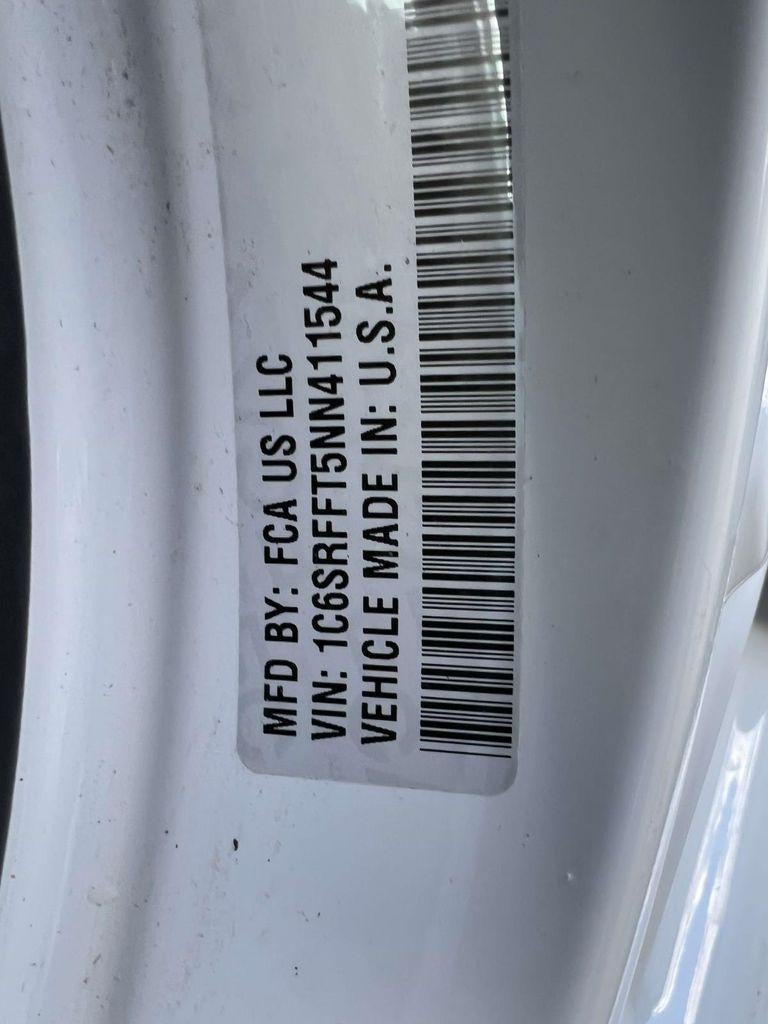 MFD BY: FCA US LLC
VIN: 1C6SRFFT5NN411544
VEHICLE MADE IN: U.S.A.